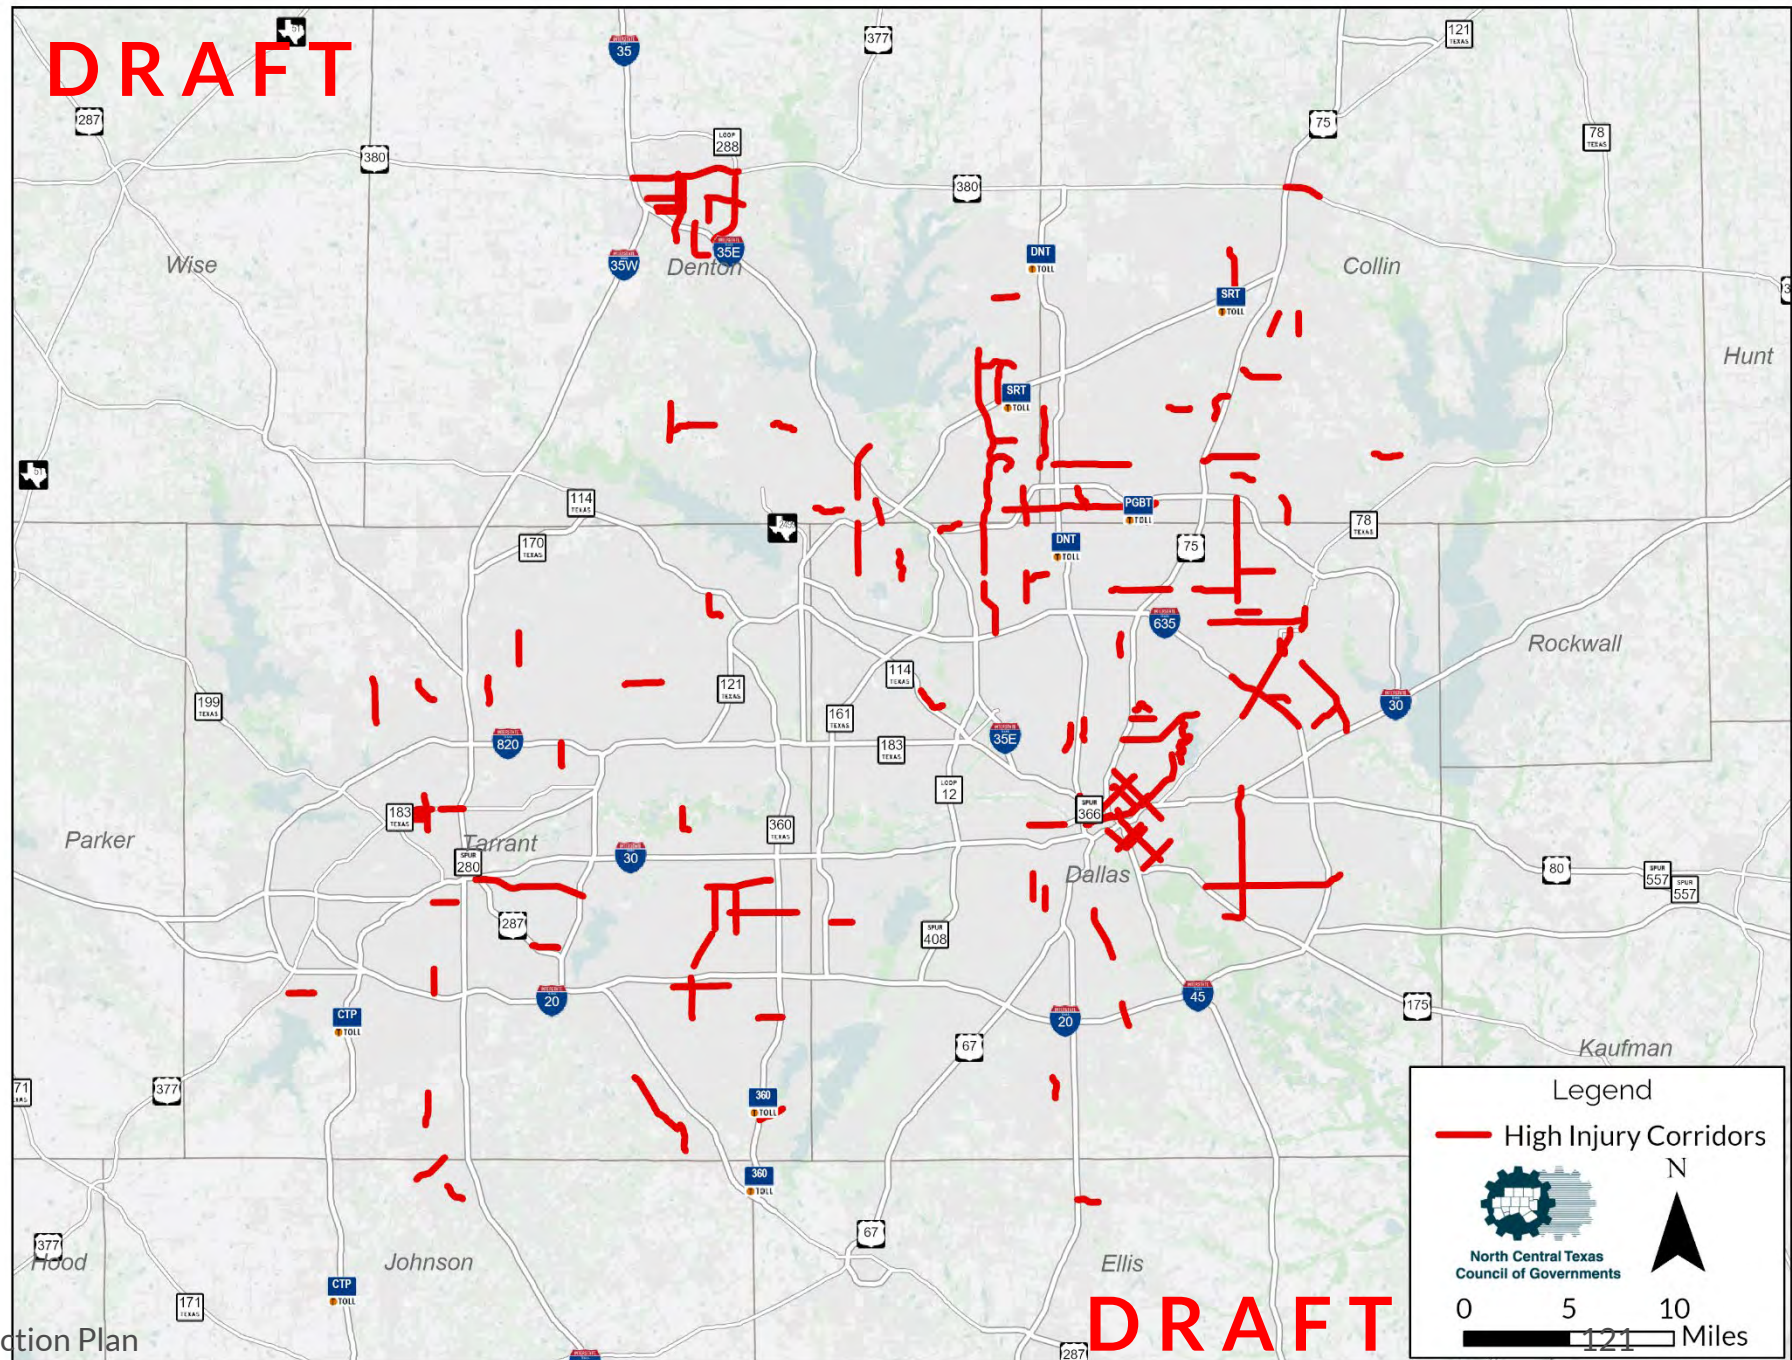 DRAFT
51
35
377
121
TEXAS
287
75
78
TEXAS
LOOP
288
380
380
Wise
35W
Denton
35E
DNT
TOLL
Collin
SRT
TOLL
Hunt
SRT
TOLL
51
114
TEXAS
PGBT
TOLL
78
TEXAS
170
TEXAS
DNT
TOLL
75
635
Rockwall
199
TEXAS
121
TEXAS
114
TEXAS
161
TEXAS
30
820
183
TEXAS
35E
LOOP
12
183
TEXAS
SPUR
366
Parker
Tarrant
360
TEXAS
SPUR
280
30
Dallas
80
SPUR
557
SPUR
557
287
SPUR
408
20
CTP
TOLL
20
45
175
67
Kaufman
71
377
360
TOLL
360
TOLL
67
377
Hood
Johnson
Ellis
CTP
TOLL
171
TEXAS
287
DRAFT
Legend
High Injury Corridors
N
North Central Texas
Council of Governments
0 5 10
Miles
ction Plan
121